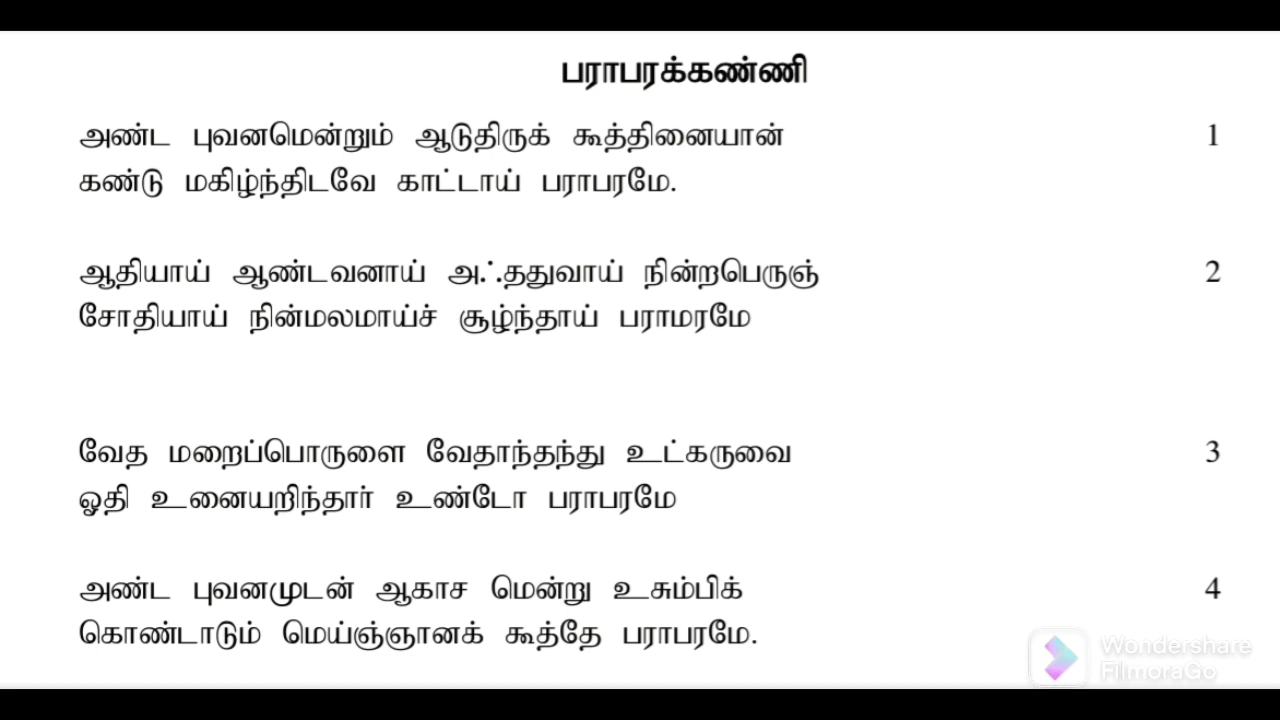 பராபரக்கண்ணி
அண்ட புவனமென்றும் ஆடுதிருக் கூத்தினையான் 1
கண்டு மகிழ்ந்திடவே காட்டாய் பராபரமே.
ஆதியாய் ஆண்டவனாய் அஃததுவாய் நின்றபெருஞ் 2
சோதியாய் நின்மலமாய்ச் சூழ்ந்தாய் பராமரமே
வேத மறைப்பொருளை வேதாந்தந்து உட்கருவை 3
ஓதி உனையறிந்தார் உண்டோ பராபரமே
அண்ட புவனமுடன் ஆகாச மென்று உசும்பிக் 4
கொண்டாடும் மெய்ஞ்ஞானக் கூத்தே பராபரமே.
Wondershare
FilmoraGo